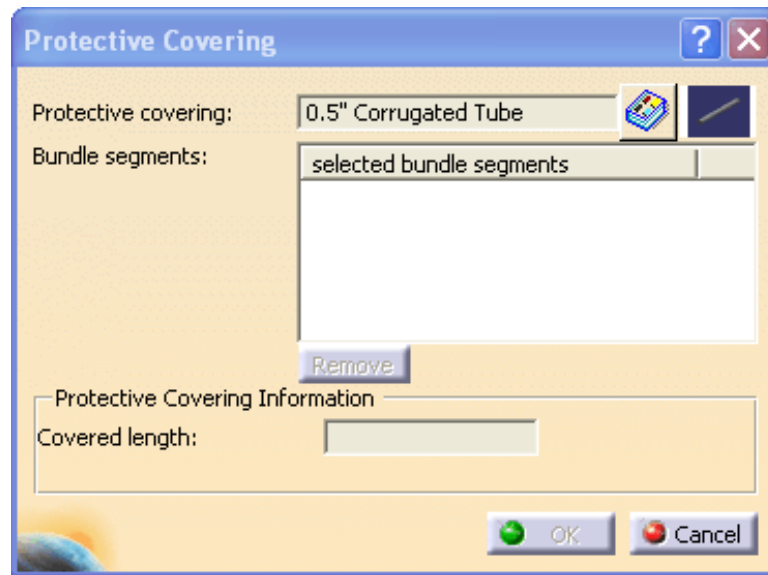 Protective Covering
Protective covering: 0.5" Corrugated Tube
Bundle segments:
selected bundle segments
Remove
Protective Covering Information
Covered length:
OK Cancel